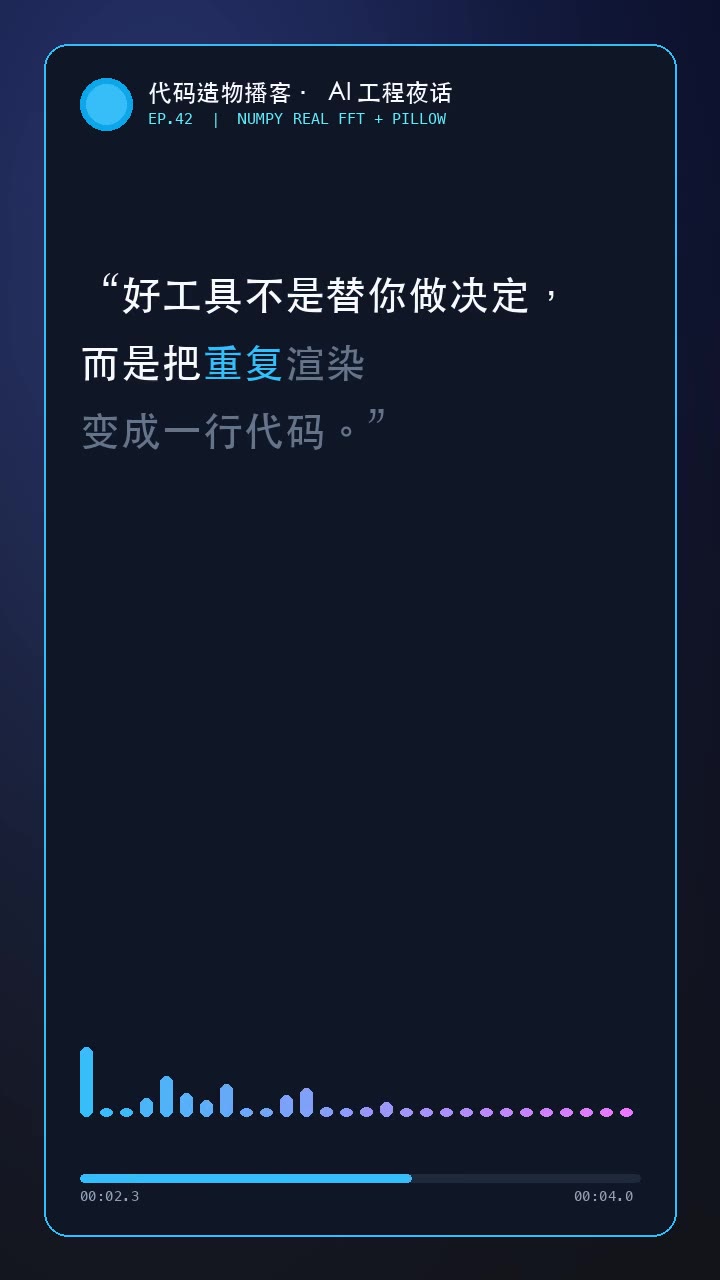 代码造物播客 · AI 工程夜话
EP.42 | NUMPY REAL FFT + PILLOW
“好工具不是替你做决定，
而是把重复渲染
变成一行代码。”
00:02.3 00:04.0